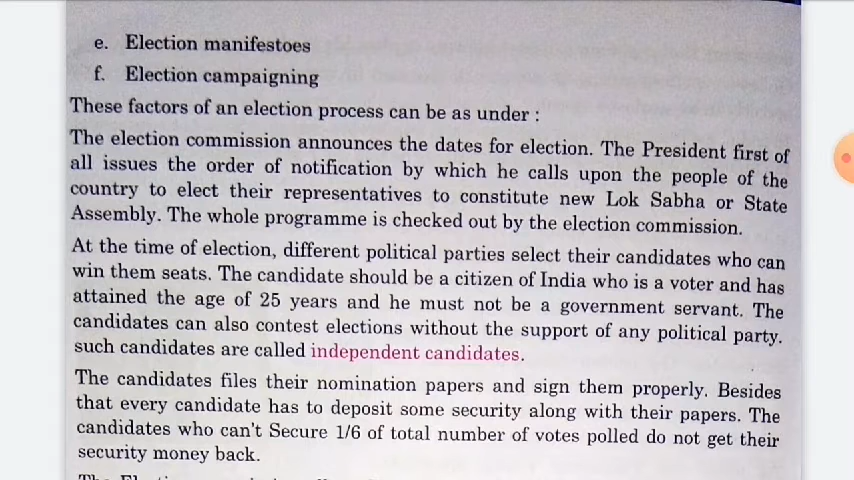 e. Election manifestoes
f. Election campaigning
These factors of an election process can be as under :
The election commission announces the dates for election. The President first of
all issues the order of notification by which he calls upon the people of the
country to elect their representatives to constitute new Lok Sabha or State
Assembly. The whole programme is checked out by the election commission.
At the time of election, different political parties select their candidates who can
win them seats. The candidate should be a citizen of India who is a voter and has
attained the age of 25 years and he must not be a government servant. The
candidates can also contest elections without the support of any political party.
such candidates are called independent candidates.
The candidates files their nomination papers and sign them properly. Besides
that every candidate has to deposit some security along with their papers. The
candidates who can't Secure 1/6 of total number of votes polled do not get their
security money back.